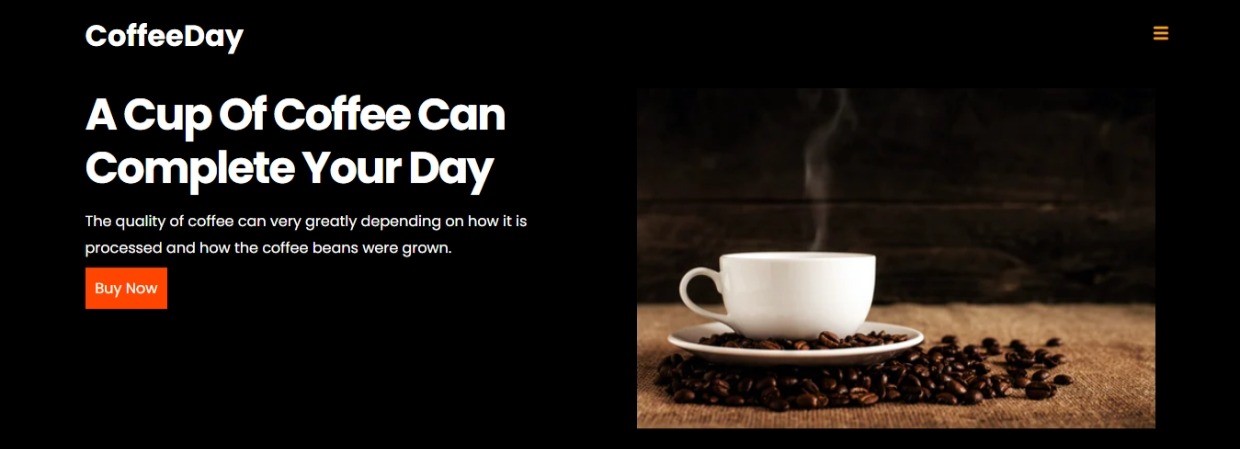 CoffeeDay
A Cup Of Coffee Can
Complete Your Day
The quality of coffee can very greatly depending on how it is
processed and how the coffee beans were grown.
Buy Now